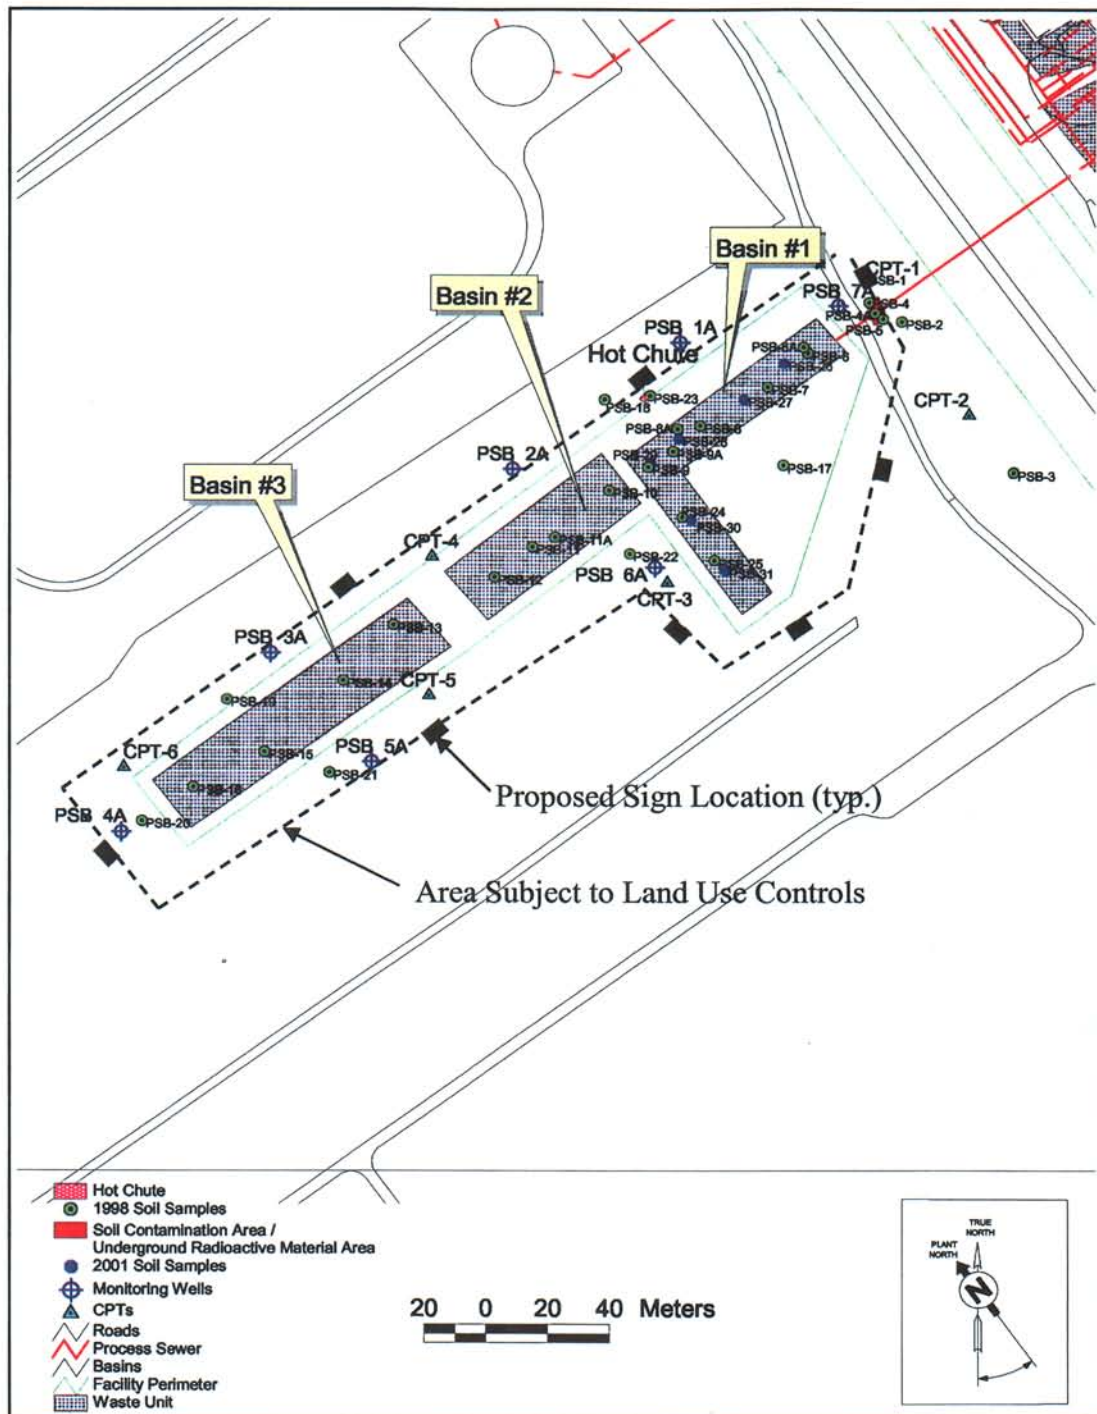 Basin #1
CPT-1
PSB-1
Basin #2
PSB 7A
PSB-4
PSB-4A
PSB-5
PSB-2
PSB 1A
Hot Chute
PSB-6
PSB-7
PSB-27
CPT-2
PSB-23
PSB-18
PSB-8A
PSB-9A
PSB-9
PSB-17
PSB-3
Basin #3
PSB 2A
PSB-10
PSB-24
PSB-30
CPT-4
PSB-11A
PSB-22
PSB-25
PSB-31
PSB 6A
CPT-3
PSB-12
PSB-13
PSB 3A
PSB-14
CPT-5
PSB-19
CPT-6
PSB-15
PSB 5A
PSB-21
PSB-16
Proposed Sign Location (typ.)
PSB 4A
PSB-20
Area Subject to Land Use Controls
Hot Chute
1998 Soil Samples
Soil Contamination Area /
Underground Radioactive Material Area
2001 Soil Samples
Monitoring Wells
CPTs
Roads
Process Sewer
Basins
Facility Perimeter
Waste Unit
20 0 20 40 Meters
TRUE
NORTH
PLANT
NORTH
N